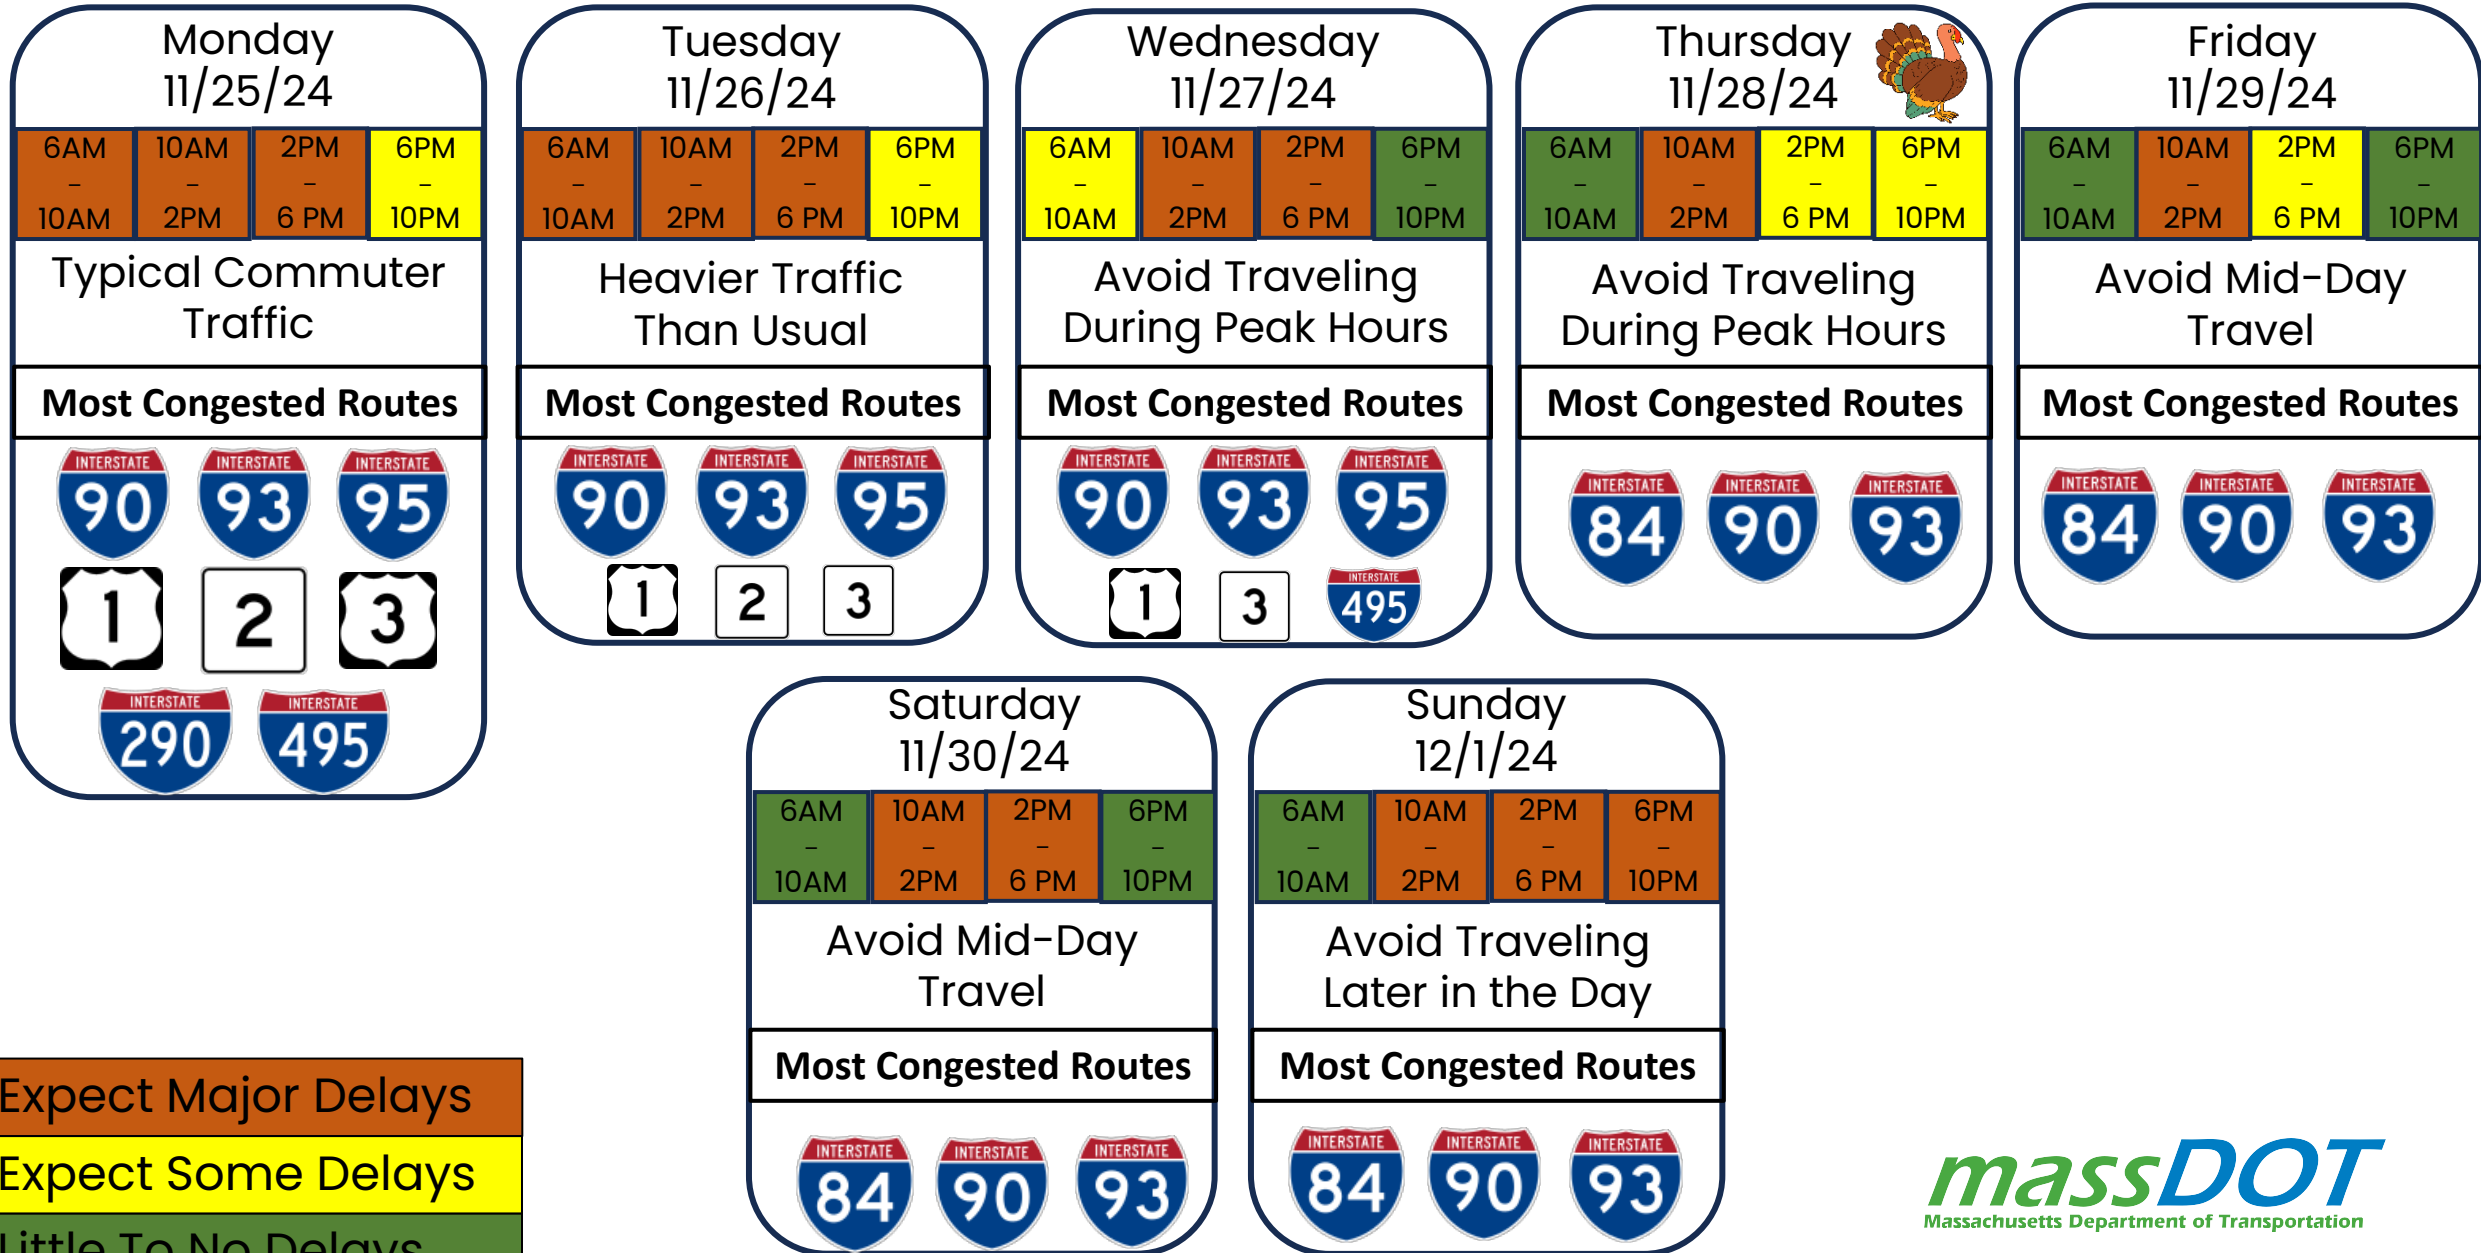 Monday
11/25/24
6AM 10AM 2PM 6PM
- - - -
10AM 2PM 6 PM 10PM
Typical Commuter
Traffic
Most Congested Routes
INTERSTATE INTERSTATE INTERSTATE
90 93 95
1 2 3
INTERSTATE INTERSTATE
290 495
Tuesday
11/26/24
6AM 10AM 2PM 6PM
- - - -
10AM 2PM 6 PM 10PM
Heavier Traffic
Than Usual
Most Congested Routes
INTERSTATE INTERSTATE INTERSTATE
90 93 95
1 2 3
Wednesday
11/27/24
6AM 10AM 2PM 6PM
- - - -
10AM 2PM 6 PM 10PM
Avoid Traveling
During Peak Hours
Most Congested Routes
INTERSTATE INTERSTATE INTERSTATE
90 93 95
INTERSTATE
1 3 495
Thursday
11/28/24
6AM 10AM 2PM 6PM
- - - -
10AM 2PM 6 PM 10PM
Avoid Traveling
During Peak Hours
Most Congested Routes
INTERSTATE INTERSTATE INTERSTATE
84 90 93
Friday
11/29/24
6AM 10AM 2PM 6PM
- - - -
10AM 2PM 6 PM 10PM
Avoid Mid-Day
Travel
Most Congested Routes
INTERSTATE INTERSTATE INTERSTATE
84 90 93
Saturday
11/30/24
6AM 10AM 2PM 6PM
- - - -
10AM 2PM 6 PM 10PM
Avoid Mid-Day
Travel
Most Congested Routes
INTERSTATE INTERSTATE INTERSTATE
84 90 93
Sunday
12/1/24
6AM 10AM 2PM 6PM
- - - -
10AM 2PM 6 PM 10PM
Avoid Traveling
Later in the Day
Most Congested Routes
INTERSTATE INTERSTATE INTERSTATE
84 90 93
Expect Major Delays
Expect Some Delays
Little To No Delays
massDOT
Massachusetts Department of Transportation